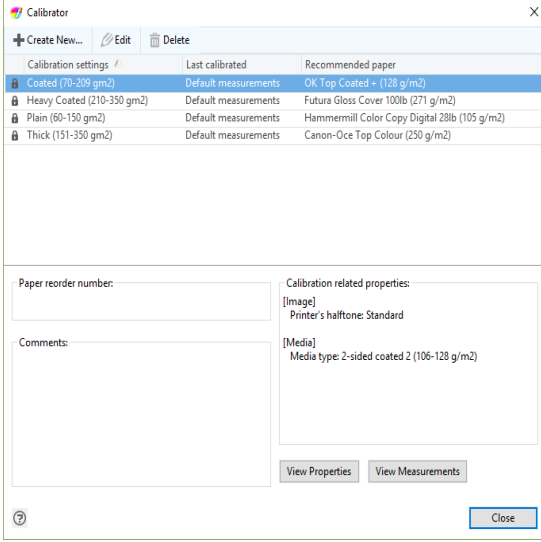 Calibrator
Create New... Edit Delete
Calibration settings Last calibrated Recommended paper
Coated (70-209 gm2) Default measurements OK Top Coated + (128 g/m2)
Heavy Coated (210-350 gm2) Default measurements Futura Gloss Cover 100lb (271 g/m2)
Plain (60-150 gm2) Default measurements Hammermill Color Copy Digital 28lb (105 g/m2)
Thick (151-350 gm2) Default measurements Canon-Oce Top Colour (250 g/m2)
Paper reorder number:
Comments:
Calibration related properties:
[Image]
Printer's halftone: Standard
[Media]
Media type: 2-sided coated 2 (106-128 g/m2)
View Properties View Measurements
? Close